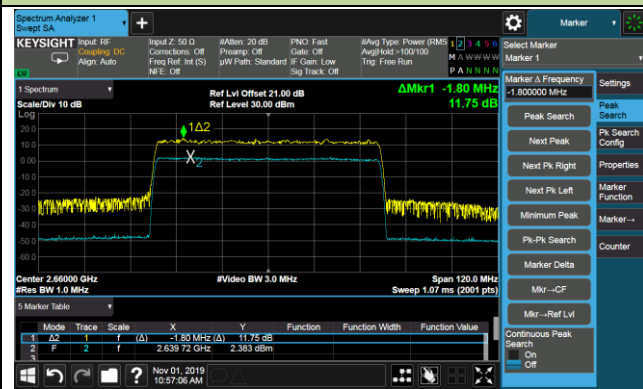 Spectrum Analyzer 1
Swept SA
Marker
KEYSIGHT
Input: RF
Coupling: DC
Align: Auto
Input Z: 50 Ω
Corrections: Off
Freq Ref: Int (S)
NFE: Off
#Atten: 20 dB
Preamp: Off
µW Path: Standard
PNO: Fast
Gate: Off
IF Gain: Low
Sig Track: Off
#Avg Type: Power (RMS
Avg|Hold:>100/100
Trig: Free Run
1 2 3 4 5 6
M A W W W W
P A N N N N
Select Marker
Marker 1
1 Spectrum
Scale/Div 10 dB
Ref Lvl Offset 21.00 dB
Ref Level 30.00 dBm
ΔMkr1 -1.80 MHz
11.75 dB
Log
20.0
10.0
0.00
-10.0
-20.0
-30.0
-40.0
-50.0
-60.0
1Δ2
X2
Center 2.66000 GHz
#Res BW 1.0 MHz
#Video BW 3.0 MHz
Span 120.0 MHz
Sweep 1.07 ms (2001 pts)
Marker Δ Frequency
-1.800000 MHz
Peak Search
Next Peak
Next Pk Right
Next Pk Left
Minimum Peak
Pk-Pk Search
Marker Delta
Mkr→CF
Mkr→Ref Lvl
Continuous Peak
Search
On
Off
Settings
Peak
Search
Pk Search
Config
Properties
Marker
Function
Marker→
Counter
5 Marker Table
Mode Trace Scale X Y Function Function Width Function Value
1 Δ2 1 f (Δ) -1.80 MHz (Δ) 11.75 dB
2 F 2 f 2.639 72 GHz 2.383 dBm
3
Nov 01, 2019
10:57:06 AM